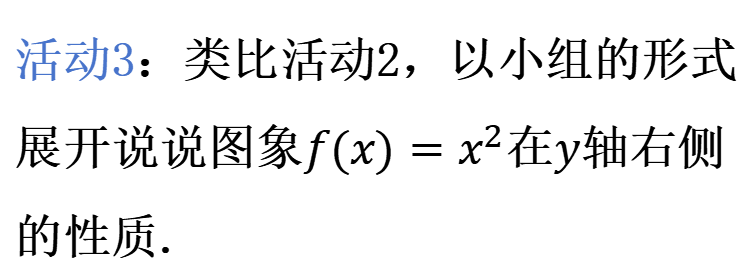 活动3：类比活动2，以小组的形式
展开说说图象f(x) = x²在y轴右侧
的性质.